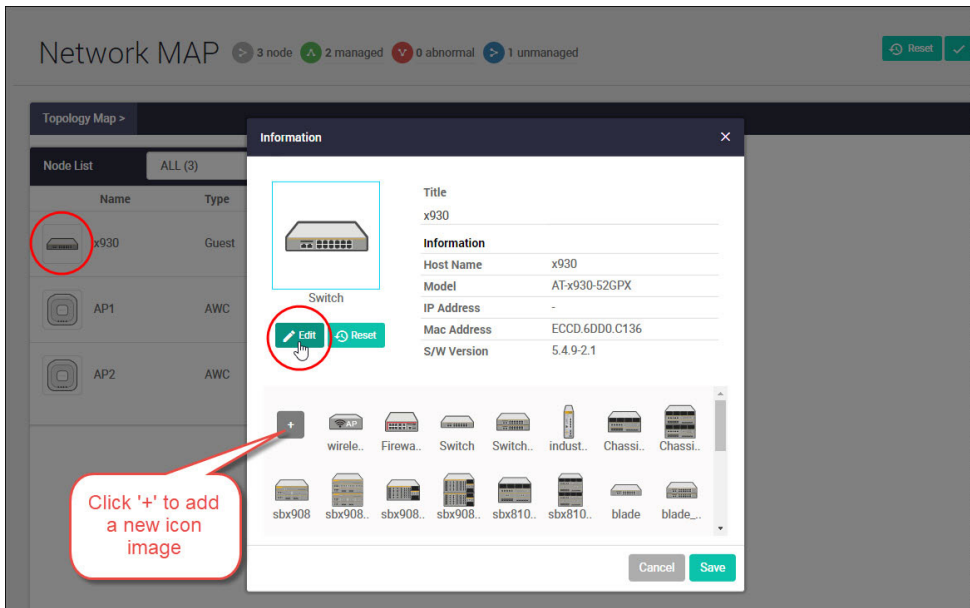 Network MAP 3 node 2 managed 0 abnormal 1 unmanaged Reset
Topology Map >
Information
Node List ALL (3)
Name Type
x930 Guest
AP1 AWC
AP2 AWC
Switch
Edit Reset
Title
x930
Information
Host Name x930
Model AT-x930-52GPX
IP Address -
Mac Address ECCD.6DD0.C136
S/W Version 5.4.9-2.1
+ AP
wirele.. Firewa.. Switch Switch.. indust.. Chassi.. Chassi..
sbx908 sbx908.. sbx908.. sbx908.. sbx810.. sbx810.. blade blade_..
Click '+' to add
a new icon
image
Cancel Save